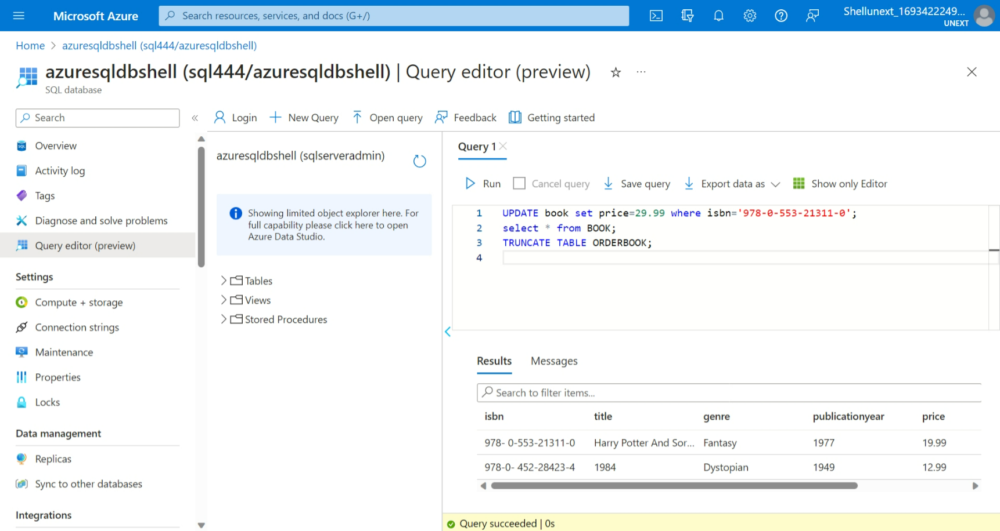 Microsoft Azure
Search resources, services, and docs (G+/)
Shellunext_1693422249...
UNEXT
Home > azuresqldbshell (sql444/azuresqldbshell)
azuresqldbshell (sql444/azuresqldbshell) | Query editor (preview)
SQL database
Search
Login
New Query
Open query
Feedback
Getting started
Overview
Activity log
Tags
Diagnose and solve problems
Query editor (preview)
Settings
Compute + storage
Connection strings
Maintenance
Properties
Locks
Data management
Replicas
Sync to other databases
Integrations
azuresqldbshell (sqlserveradmin)
Showing limited object explorer here. For
full capability please click here to open
Azure Data Studio.
Tables
Views
Stored Procedures
Query 1
Run
Cancel query
Save query
Export data as
Show only Editor
1 UPDATE book set price=29.99 where isbn='978-0-553-21311-0';
2 select * from BOOK;
3 TRUNCATE TABLE ORDERBOOK;
4
Results Messages
Search to filter items...
isbn title genre publicationyear price
978- 0-553-21311-0 Harry Potter And Sor... Fantasy 1977 19.99
978-0- 452-28423-4 1984 Dystopian 1949 12.99
Query succeeded | 0s